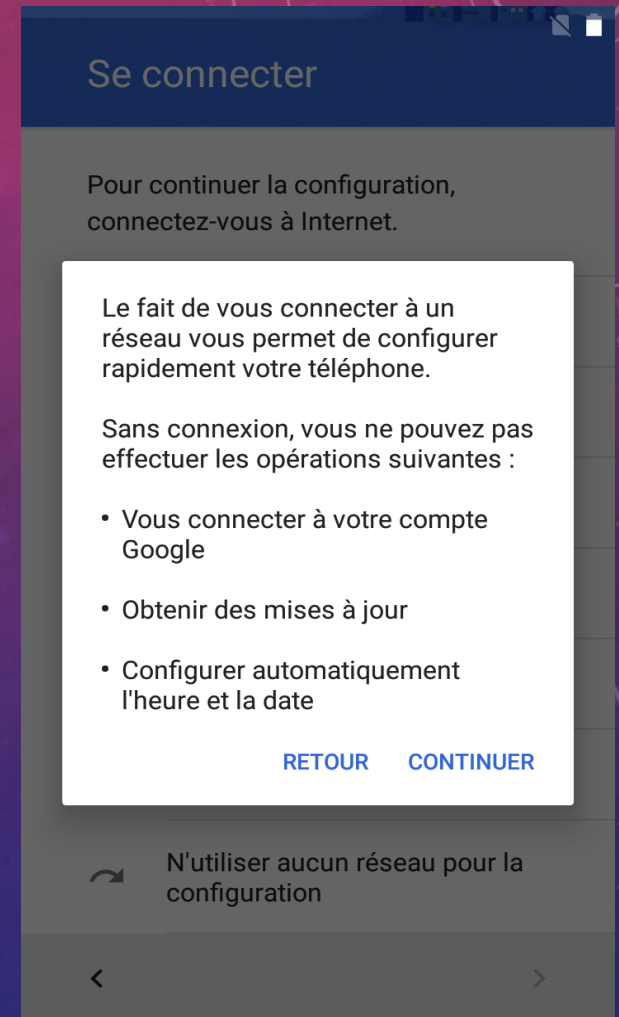 Se connecter
Pour continuer la configuration,
connectez-vous à Internet.
Le fait de vous connecter à un
réseau vous permet de configurer
rapidement votre téléphone.
Sans connexion, vous ne pouvez pas
effectuer les opérations suivantes :
• Vous connecter à votre compte
Google
• Obtenir des mises à jour
• Configurer automatiquement
l'heure et la date
RETOUR CONTINUER
N'utiliser aucun réseau pour la
configuration